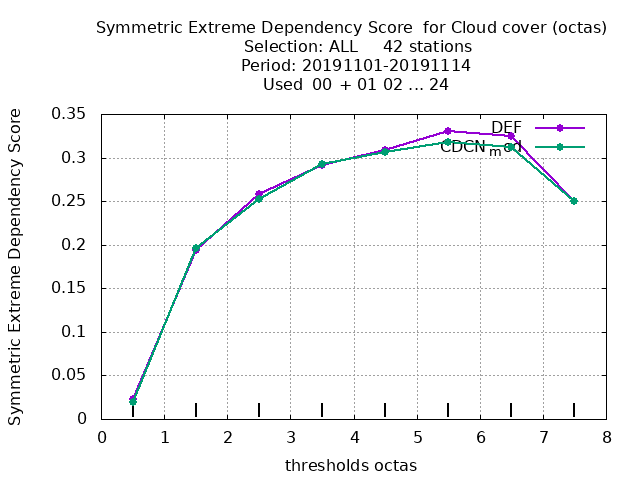 Symmetric Extreme Dependency Score for Cloud cover (octas)
Selection: ALL 42 stations
Period: 20191101-20191114
Used 00 + 01 02 ... 24
Symmetric Extreme Dependency Score
0.35
0.3
0.25
0.2
0.15
0.1
0.05
0
DEF
0 1 2 3 4 5 6 7 8
thresholds octas